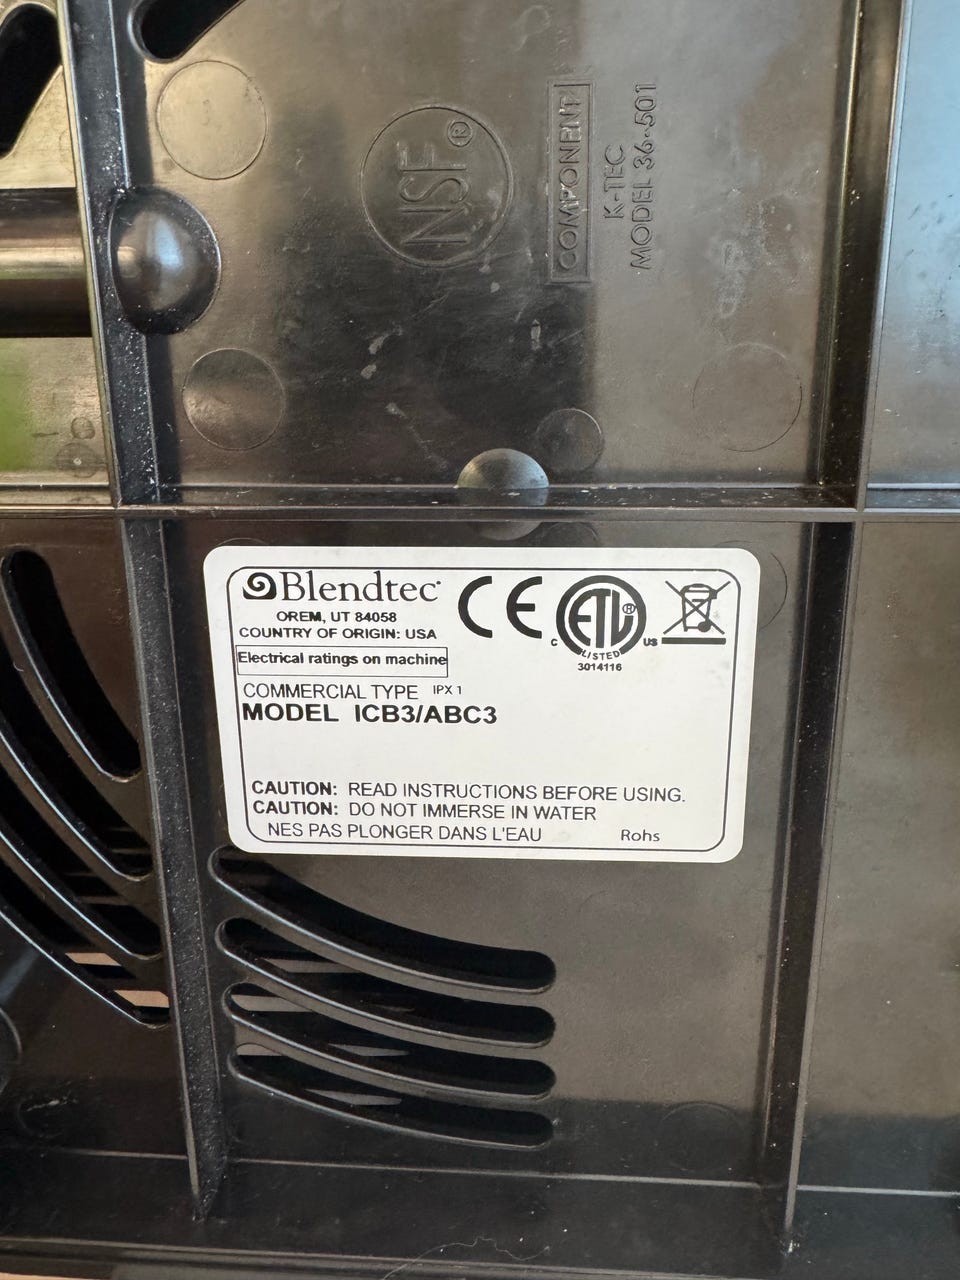 NSF®
COMPONENT
K-TEC
MODEL 36-501
Blendtec
OREM, UT 84058
COUNTRY OF ORIGIN: USA
Electrical ratings on machine
COMMERCIAL TYPE IPX 1
MODEL ICB3/ABC3
CE
ETL®
C US
LISTED
3014116
CAUTION: READ INSTRUCTIONS BEFORE USING.
CAUTION: DO NOT IMMERSE IN WATER
NES PAS PLONGER DANS L'EAU
Rohs